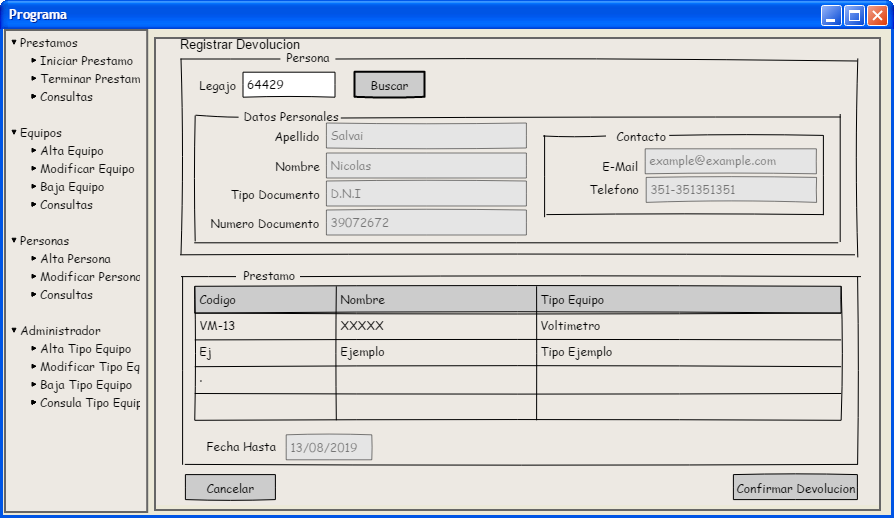 Programa
Prestamos
Iniciar Prestamo
Terminar Prestam
Consultas
Equipos
Alta Equipo
Modificar Equipo
Baja Equipo
Consultas
Personas
Alta Persona
Modificar Persona
Consultas
Administrador
Alta Tipo Equipo
Modificar Tipo Eq
Baja Tipo Equipo
Consula Tipo Equip
Registrar Devolucion
Persona
Legajo 64429 Buscar
Datos Personales
Apellido Salvai
Nombre Nicolas
Tipo Documento D.N.I
Numero Documento 39072672
Contacto
E-Mail example@example.com
Telefono 351-351351351
Prestamo
Codigo Nombre Tipo Equipo
VM-13 XXXXX Voltimetro
Ej Ejemplo Tipo Ejemplo
.
Fecha Hasta 13/08/2019
Cancelar Confirmar Devolucion